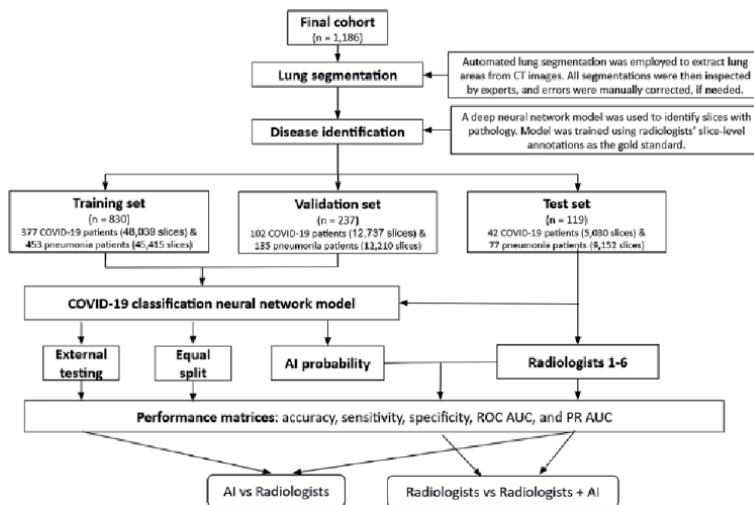 Final cohort
(n = 1,186)
Lung segmentation
Automated lung segmentation was employed to extract lung
areas from CT images. All segmentations were then inspected
by experts, and errors were manually corrected, if needed.
Disease identification
A deep neural network model was used to identify slices with
pathology. Model was trained using radiologists' slice-level
annotations as the gold standard.
Training set
(n = 830)
377 COVID-19 patients (48,039 slices) &
453 pneumonia patients (45,415 slices)
Validation set
(n = 237)
102 COVID-19 patients (12,737 slices) &
135 pneumonia patients (12,210 slices)
Test set
(n = 119)
42 COVID-19 patients (5,030 slices) &
77 pneumonia patients (9,152 slices)
COVID-19 classification neural network model
External
testing
Equal
split
AI probability
Radiologists 1-6
Performance matrices: accuracy, sensitivity, specificity, ROC AUC, and PR AUC
AI vs Radiologists
Radiologists vs Radiologists + AI